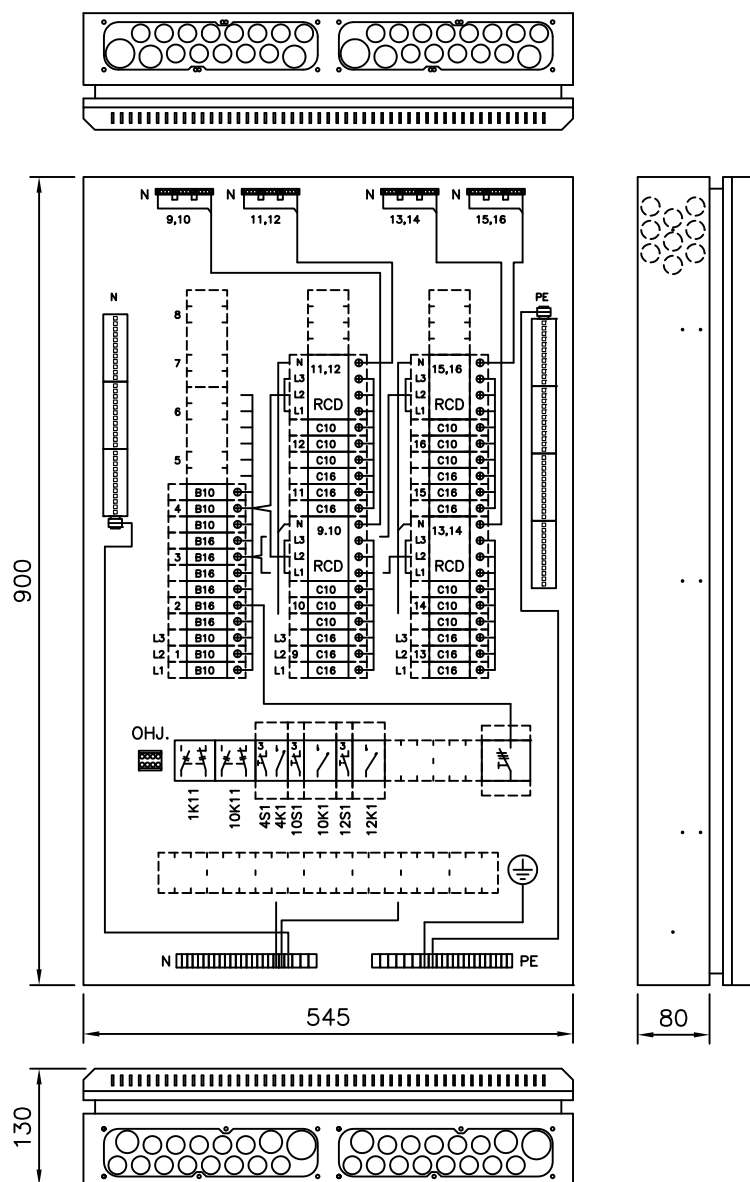 N N N N
9,10 11,12 13,14 15,16
N PE
8
7 N 11,12 N 15,16
L3 L3
L2 RCD L2 RCD
6 L1 L1
C10 C10
12 C10 16 C10
5 C10 C10
C16 C16
B10 11 C16 15 C16
4 B10 C16 C16
B10 N 9.10 N 13,14
B16 L3 L3
3 B16 L2 RCD L2 RCD
B16 L1 L1
B16 C10 C10
2 B16 10 C10 14 C10
B16 C10 C10
L3 B10 L3 C16 L3 C16
L2 1 B10 L2 9 C16 L2 13 C16
L1 B10 L1 C16 L1 C16
900
OHJ.
3 3 3
1K11 10K11 4S1 4K1 10S1 10K1 12S1 12K1
N PE
545 80
130